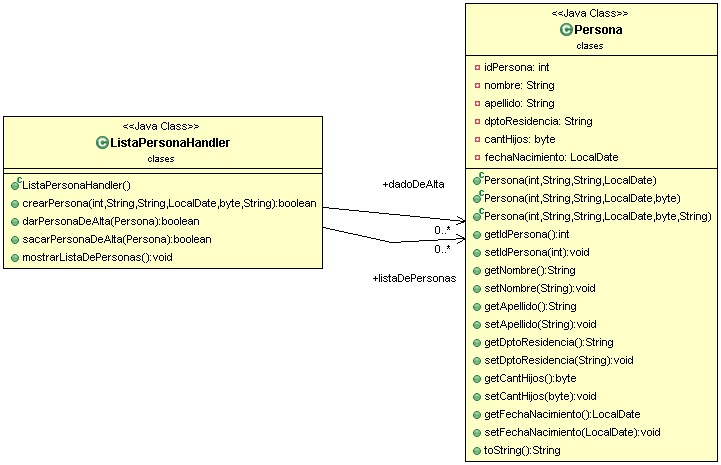 <<Java Class>>
ListaPersonaHandler
clases
ListaPersonaHandler()
crearPersona(int,String,String,LocalDate,byte,String):boolean
darPersonaDeAlta(Persona):boolean
sacarPersonaDeAlta(Persona):boolean
mostrarListaDePersonas():void
+dadoDeAlta
0..*
0..*
+listaDePersonas
<<Java Class>>
Persona
clases
idPersona: int
nombre: String
apellido: String
dptoResidencia: String
cantHijos: byte
fechaNacimiento: LocalDate
Persona(int,String,String,LocalDate)
Persona(int,String,String,LocalDate,byte)
Persona(int,String,String,LocalDate,byte,String)
getIdPersona():int
setIdPersona(int):void
getNombre():String
setNombre(String):void
getApellido():String
setApellido(String):void
getDptoResidencia():String
setDptoResidencia(String):void
getCantHijos():byte
setCantHijos(byte):void
getFechaNacimiento():LocalDate
setFechaNacimiento(LocalDate):void
toString():String